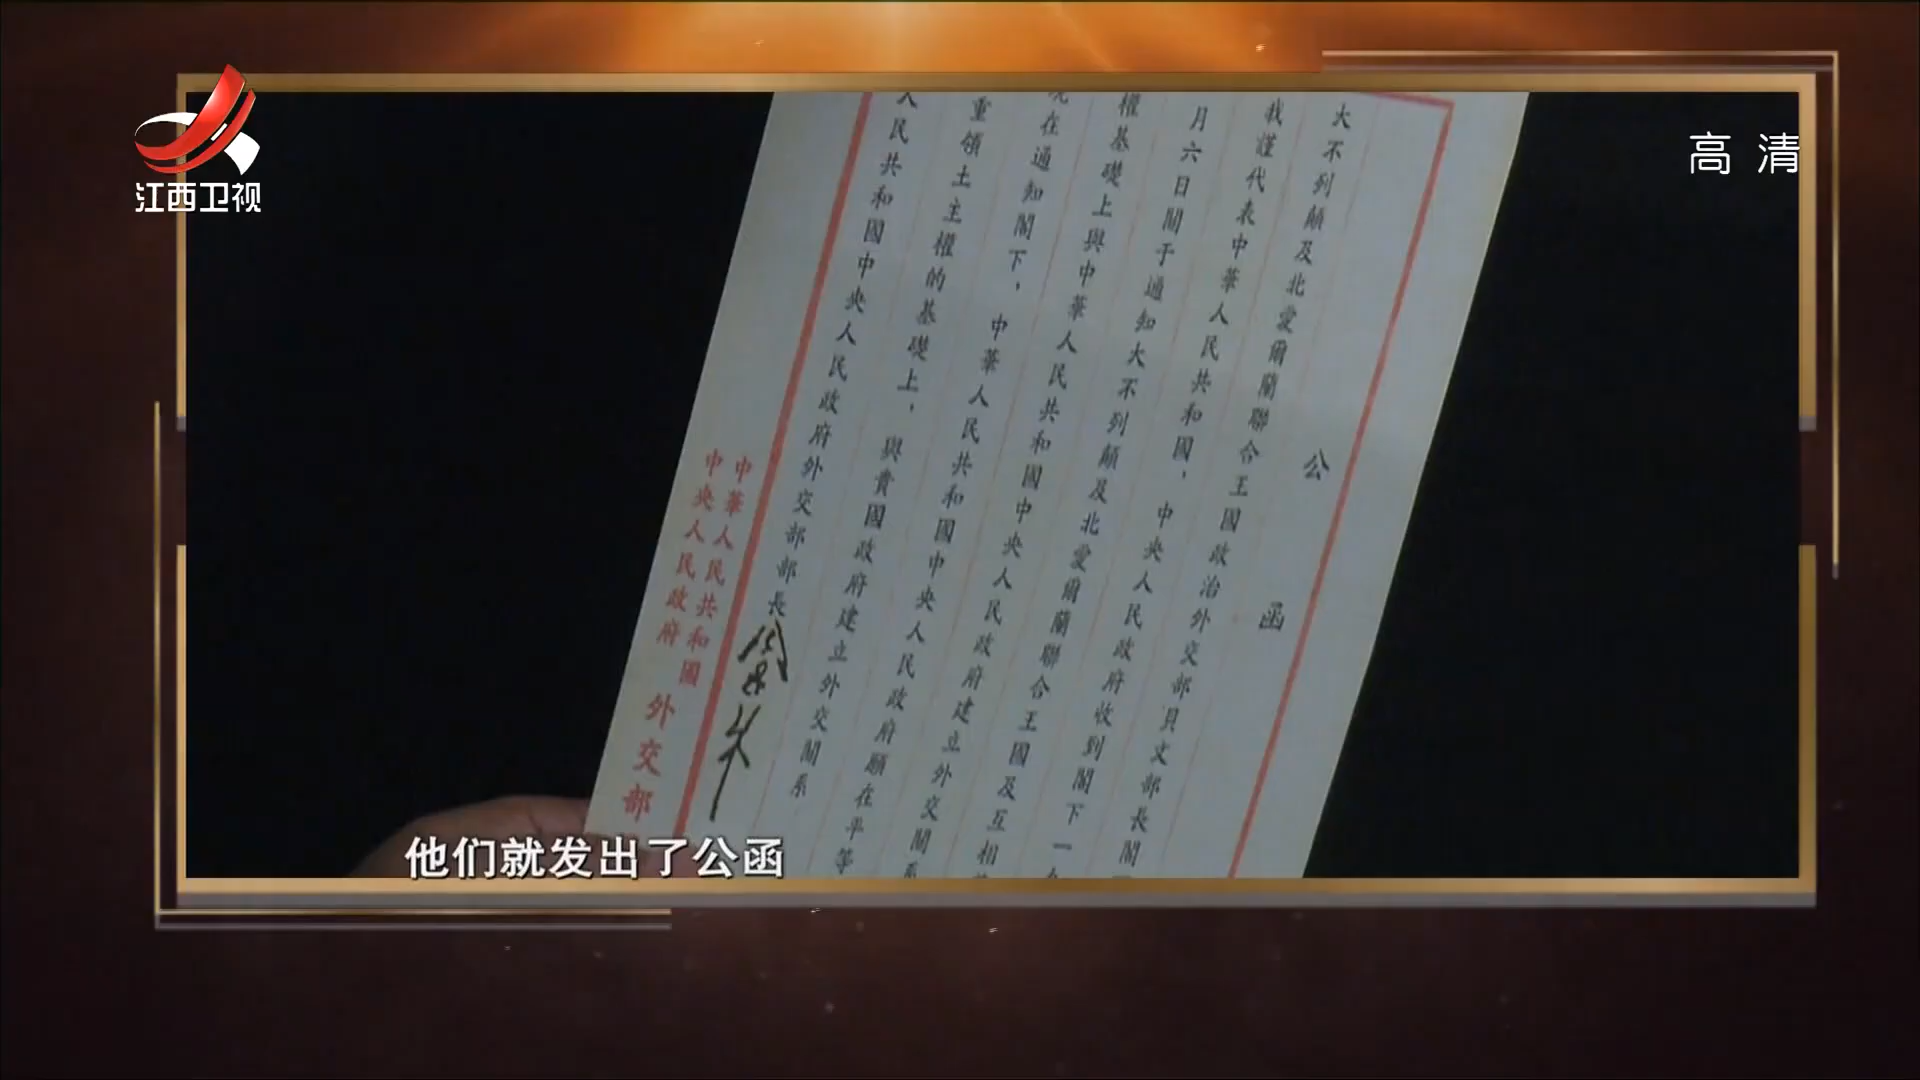 江西卫视
高清
公函
大不列顛及北愛爾蘭聯合王國政治外交部貝文部長閣
我謹代表中華人民共和國中央人民政府收到閣下一
月六日關于通知大不列顛及北愛爾蘭聯合王國
權基礎上與中華人民共和國中央人民政府建立外交關
在通知閣下,中華人民共和國中央人民政府願在平等
重領土主權的基礎上,與貴國政府建立外交關系
人民共和國中央人民政府外交部部長
中華人民共和國
中央人民政府
外交部
他们就发出了公函